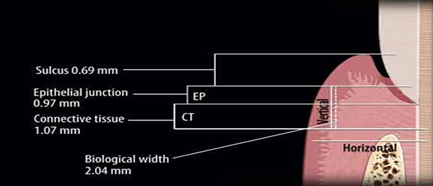 Sulcus 0.69 mm
Epithelial junction
0.97 mm
EP
Connective tissue
1.07 mm
CT
Vertical
Horizontal
Biological width
2.04 mm